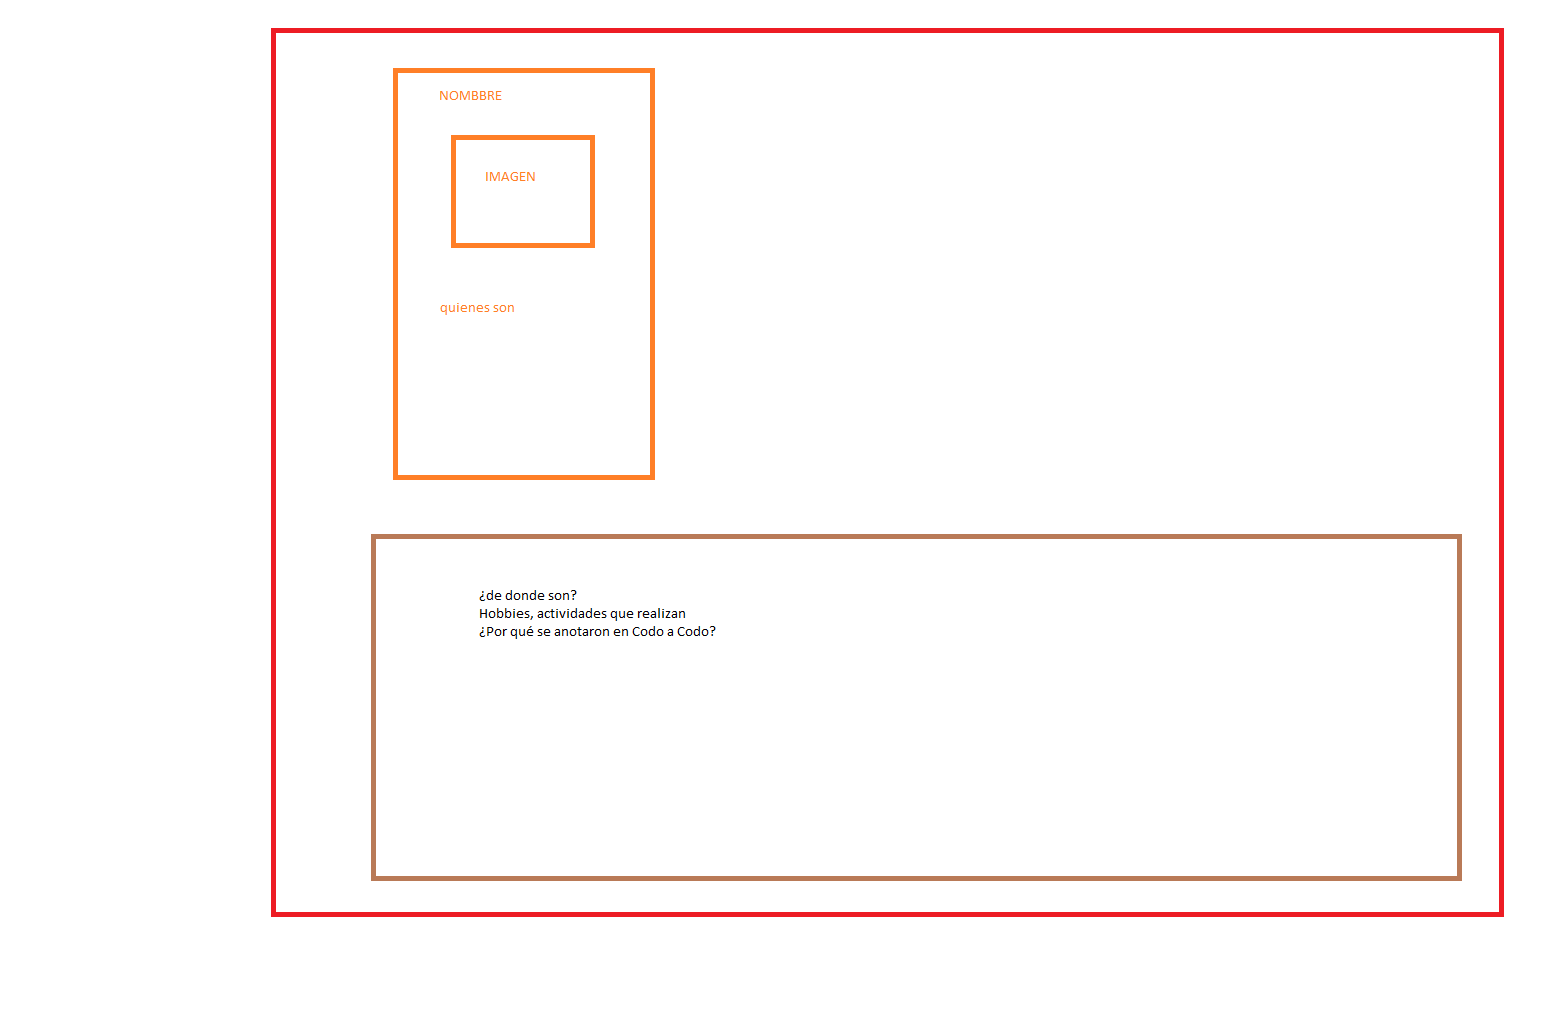 NOMBBRE
IMAGEN
quienes son
¿de donde son?
Hobbies, actividades que realizan
¿Por qué se anotaron en Codo a Codo?